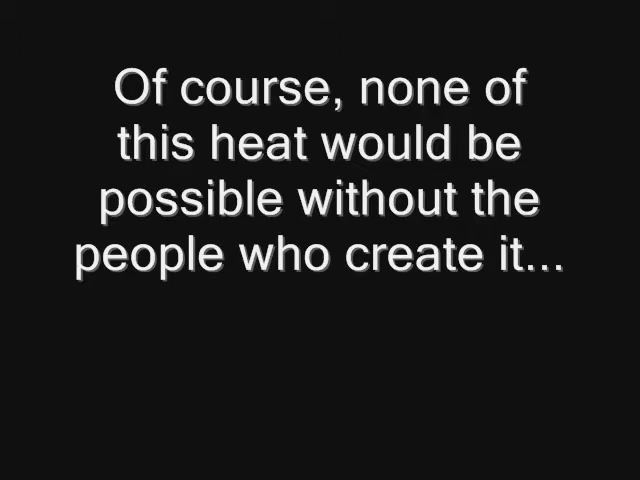 Of course, none of
this heat would be
possible without the
people who create it...